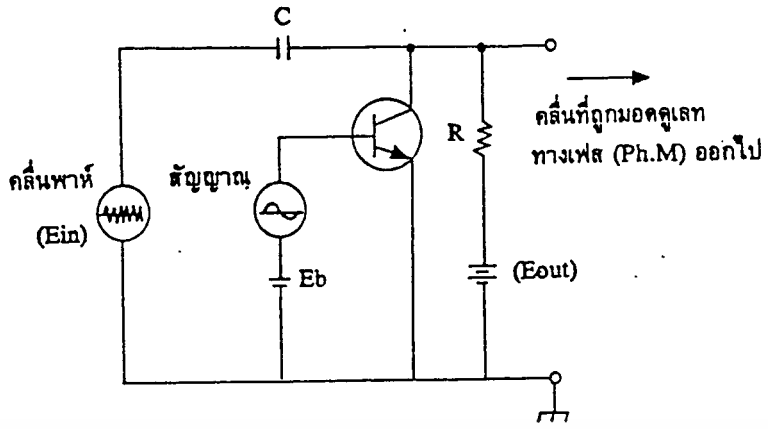 C
คลื่นที่ถูกมอดดูเลท
ทางเฟส (Ph.M) ออกไป
R
คลื่นพาห์
(Ein)
สัญญาณ
Eb
(Eout)